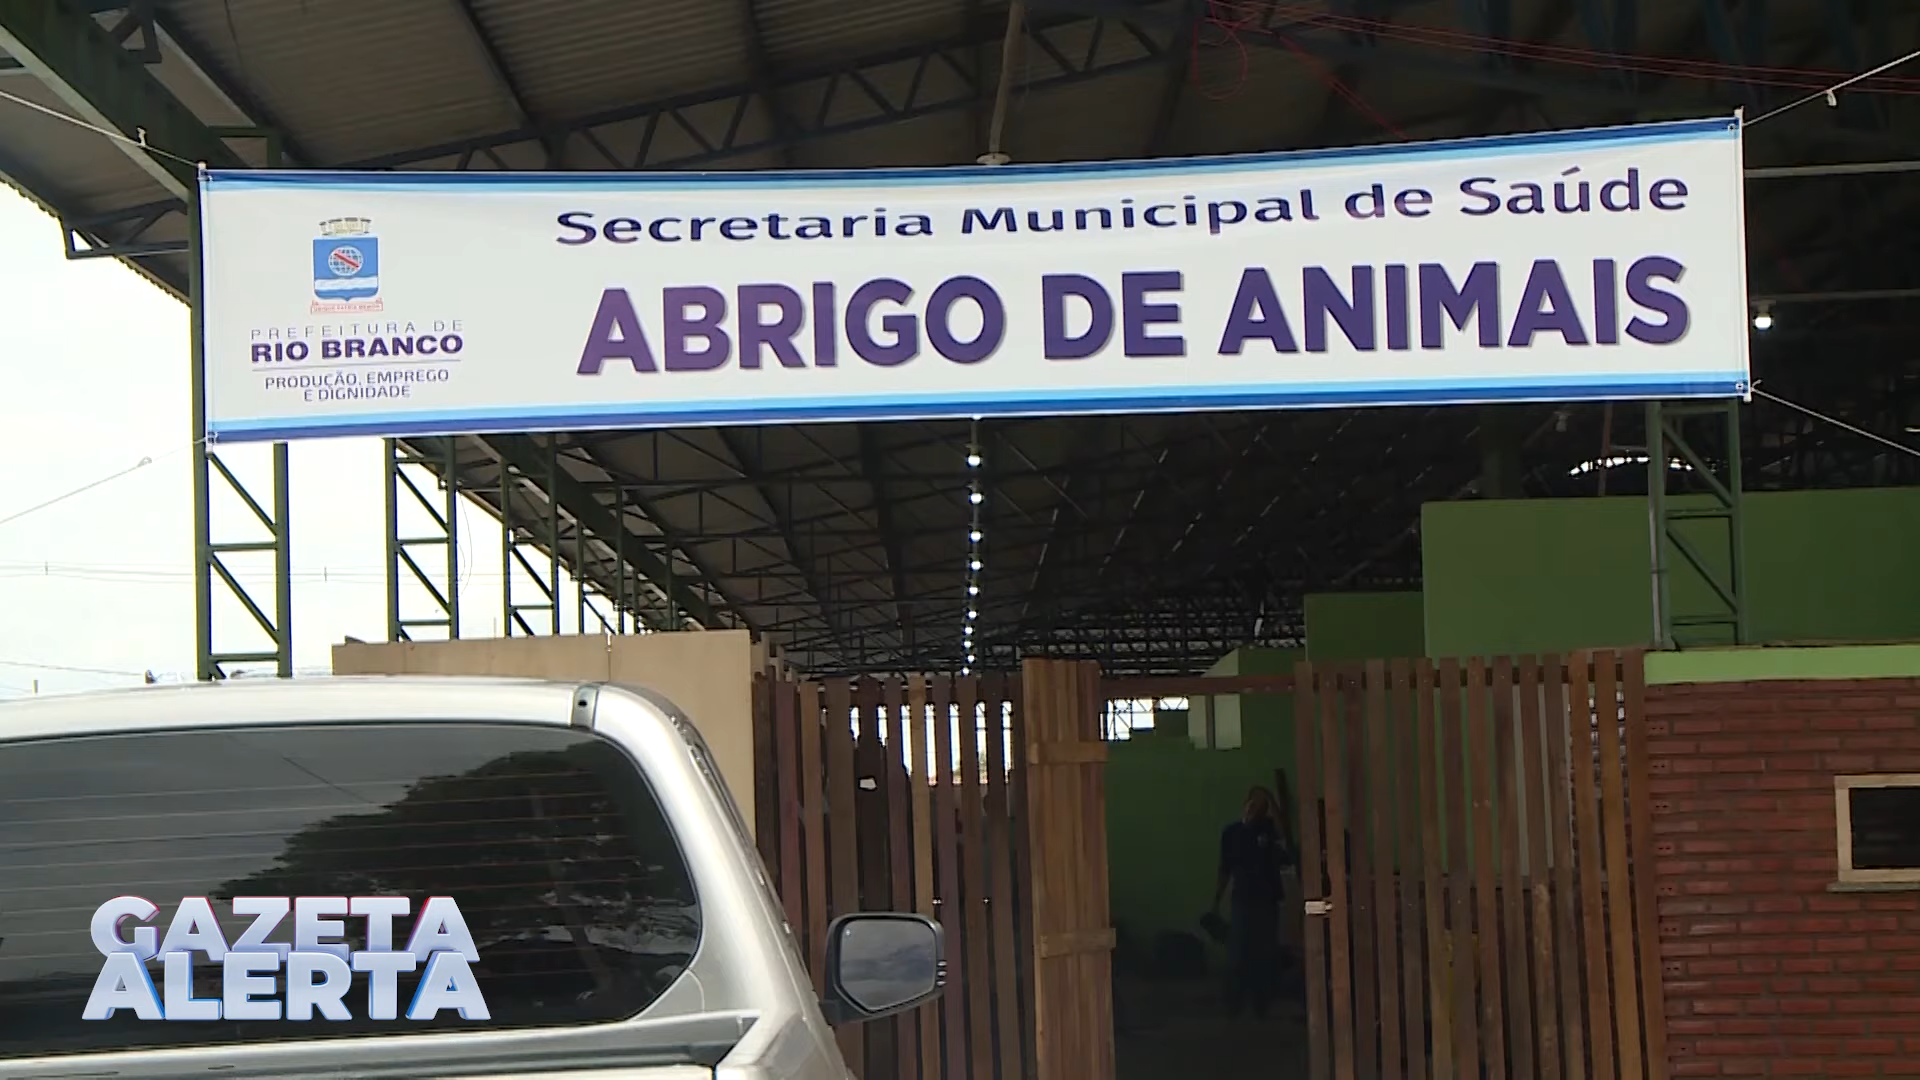 Secretaria Municipal de Saúde
ABRIGO DE ANIMAIS
PREFEITURA DE
RIO BRANCO
PRODUÇÃO, EMPREGO
E DIGNIDADE
GAZETA
ALERTA